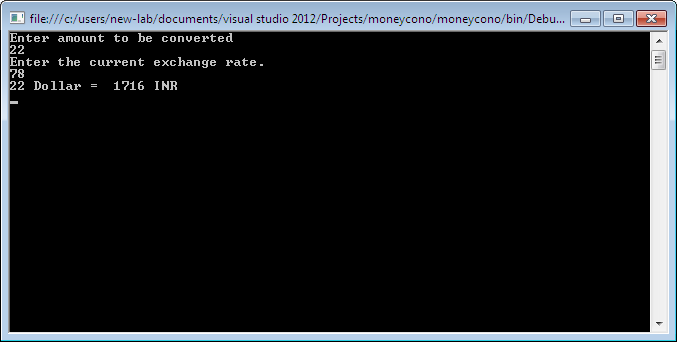 file:///c:/users/new-lab/documents/visual studio 2012/Projects/moneycono/moneycono/bin/Debu...
Enter amount to be converted
22
Enter the current exchange rate.
78
22 Dollar =  1716 INR